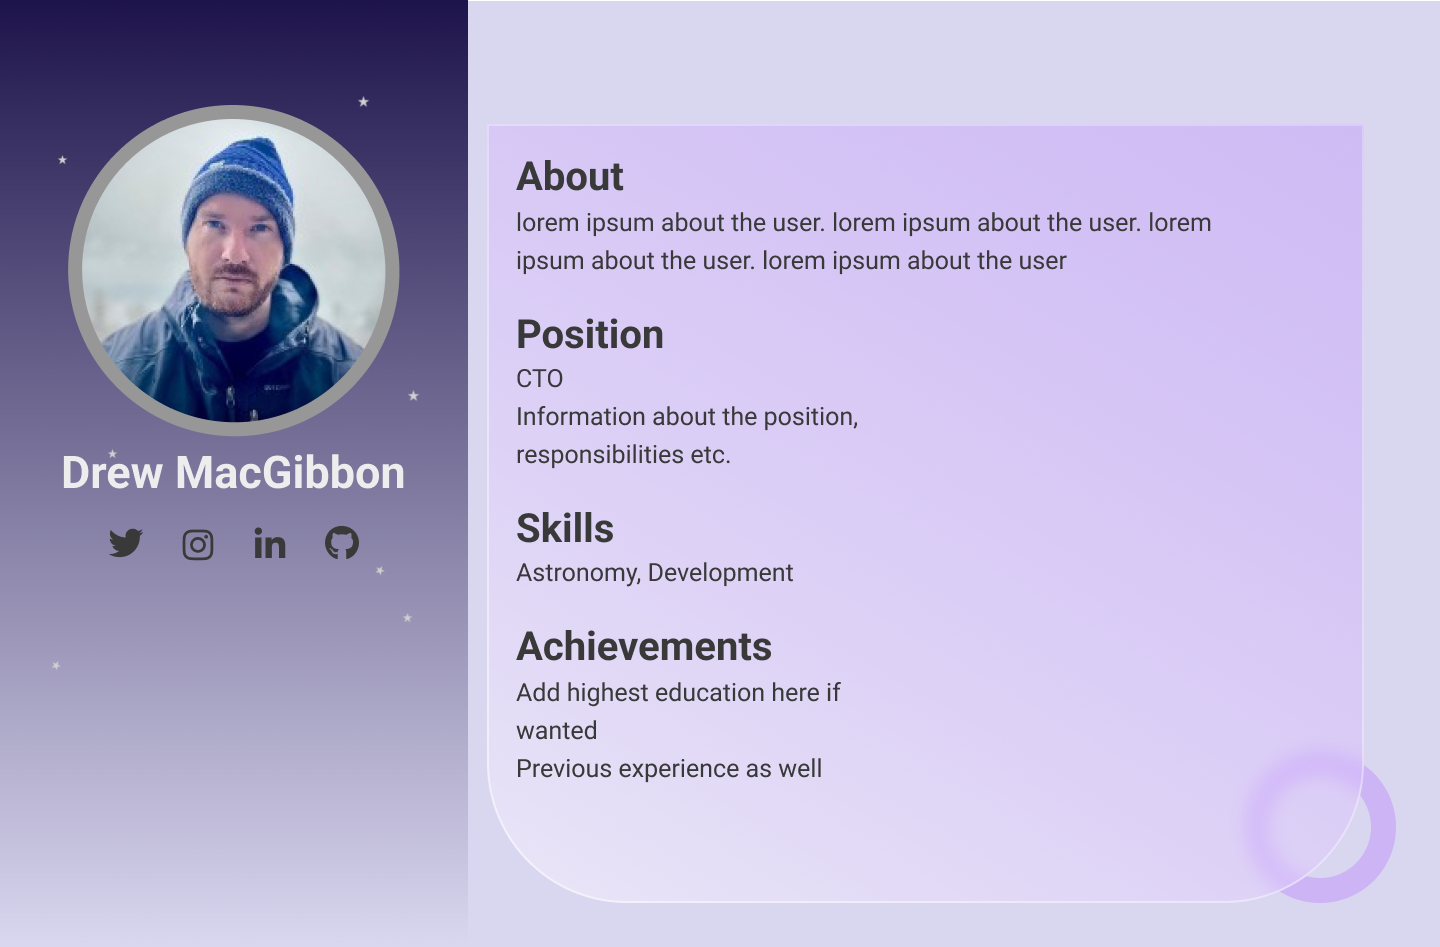 Drew MacGibbon
About
lorem ipsum about the user. lorem ipsum about the user. lorem
ipsum about the user. lorem ipsum about the user
Position
CTO
Information about the position,
responsibilities etc.
Skills
Astronomy, Development
Achievements
Add highest education here if
wanted
Previous experience as well